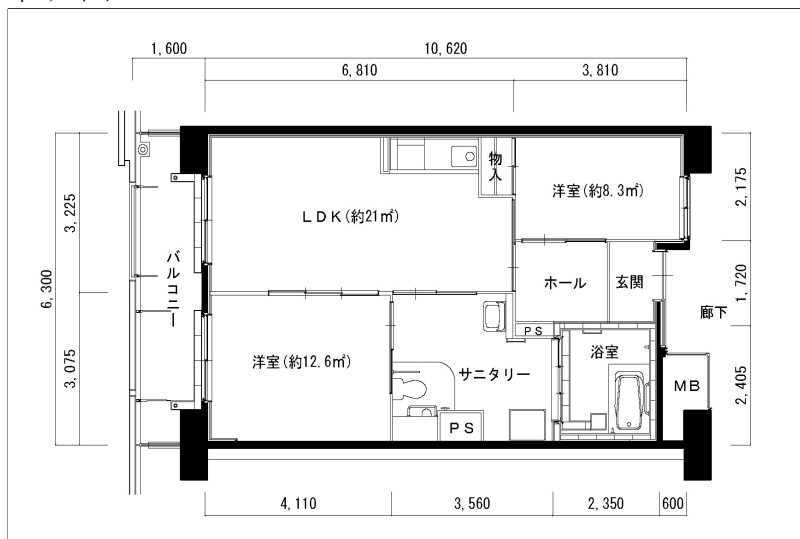 1,600
10,620
6,810
3,810
物入
洋室(約8.3㎡)
LDK(約21㎡)
2,175
3,225
6,300
バルコニー
ホール
玄関
1,720
廊下
PS
浴室
洋室(約12.6㎡)
サニタリー
3,075
2,405
MB
PS
4,110
3,560
2,350
600